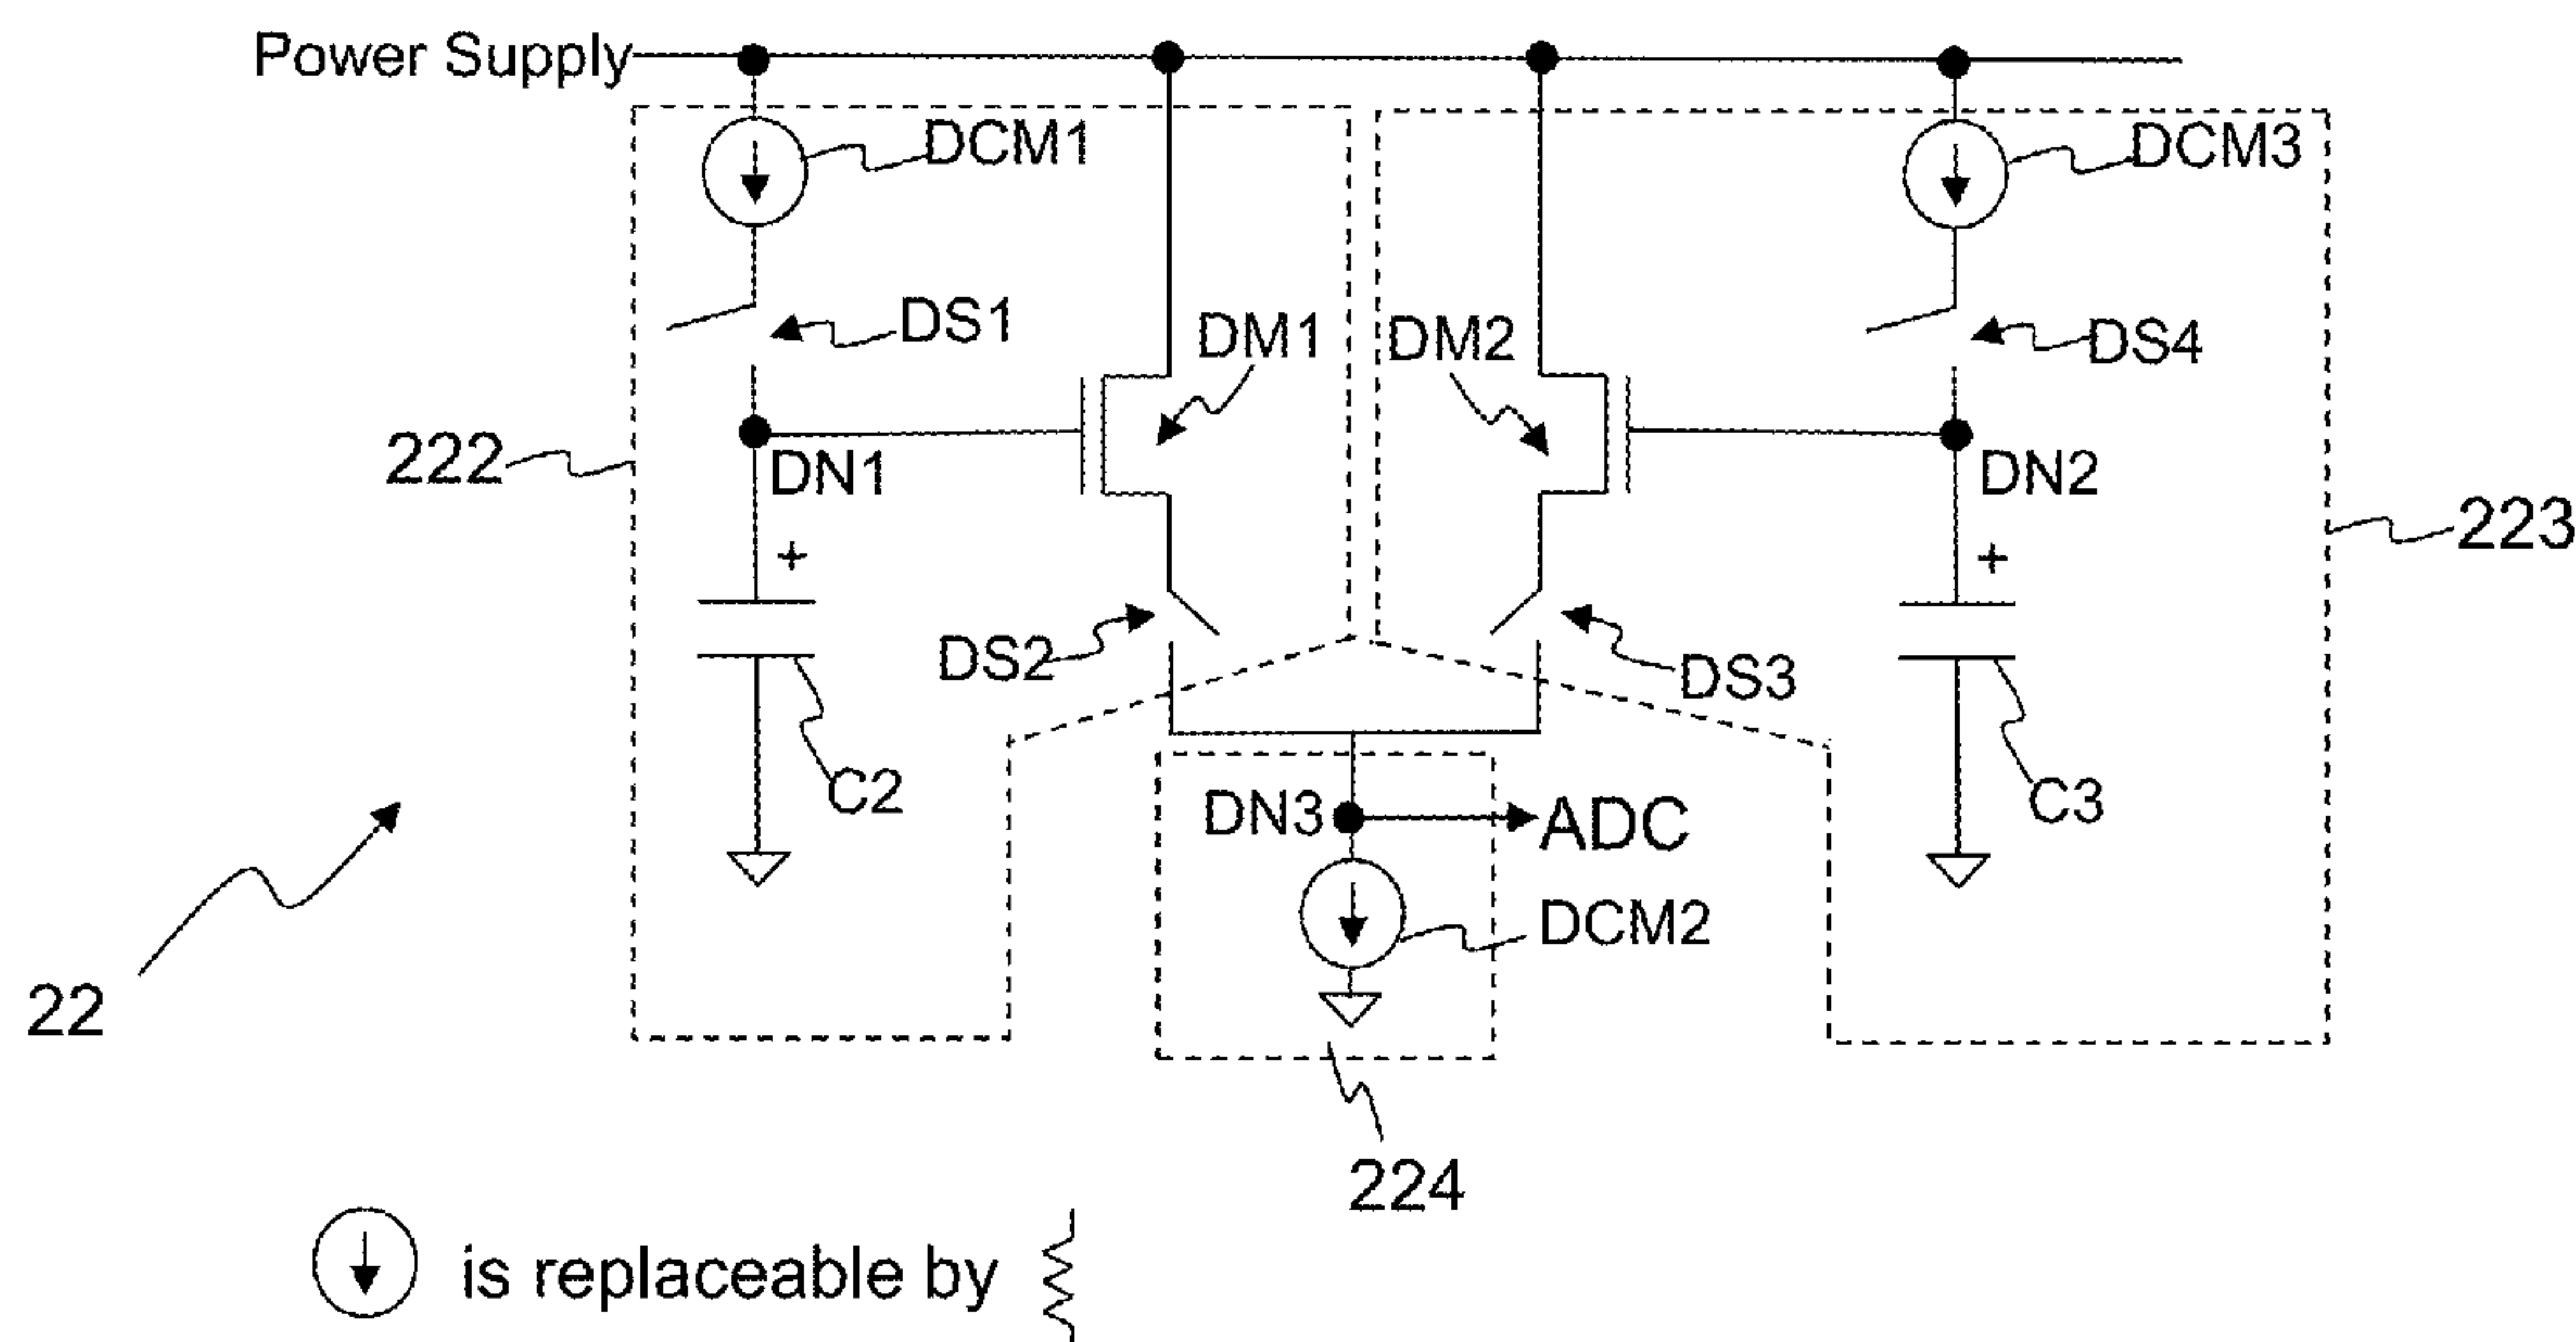 Power Supply
DCM1
DCM3
DS1
DS4
DM1
DM2
222
DN1
DN2
223
+
+
DS2
DS3
C2
C3
DN3
ADC
DCM2
22
224
is replaceable by